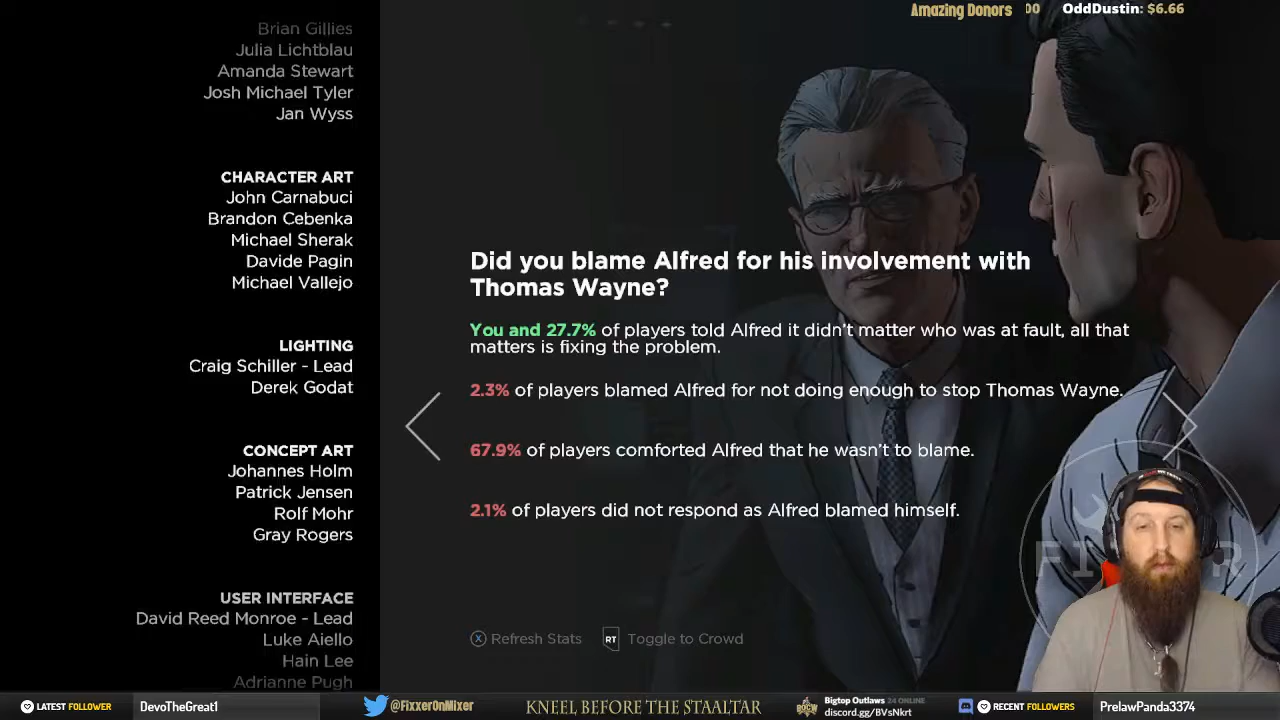 Amazing Donors 00 OddDustin: $6.66
Brian Gillies
Julia Lichtblau
Amanda Stewart
Josh Michael Tyler
Jan Wyss
CHARACTER ART
John Carnabuci
Brandon Cebenka
Michael Sherak
Davide Pagin
Michael Vallejo
LIGHTING
Craig Schiller - Lead
Derek Godat
CONCEPT ART
Johannes Holm
Patrick Jensen
Rolf Mohr
Gray Rogers
USER INTERFACE
David Reed Monroe - Lead
Luke Aiello
Hain Lee
Adrianne Pugh
Did you blame Alfred for his involvement with
Thomas Wayne?
You and 27.7% of players told Alfred it didn't matter who was at fault, all that
matters is fixing the problem.
2.3% of players blamed Alfred for not doing enough to stop Thomas Wayne.
67.9% of players comforted Alfred that he wasn't to blame.
2.1% of players did not respond as Alfred blamed himself.
X Refresh Stats RT Toggle to Crowd
LATEST FOLLOWER DevoTheGreat1
@FixxerOnMixer
KNEEL BEFORE THE STAALTAR
Bigtop Outlaws 24 ONLINE
discord.gg/BVsNkrt
RECENT FOLLOWERS PrelawPanda3374